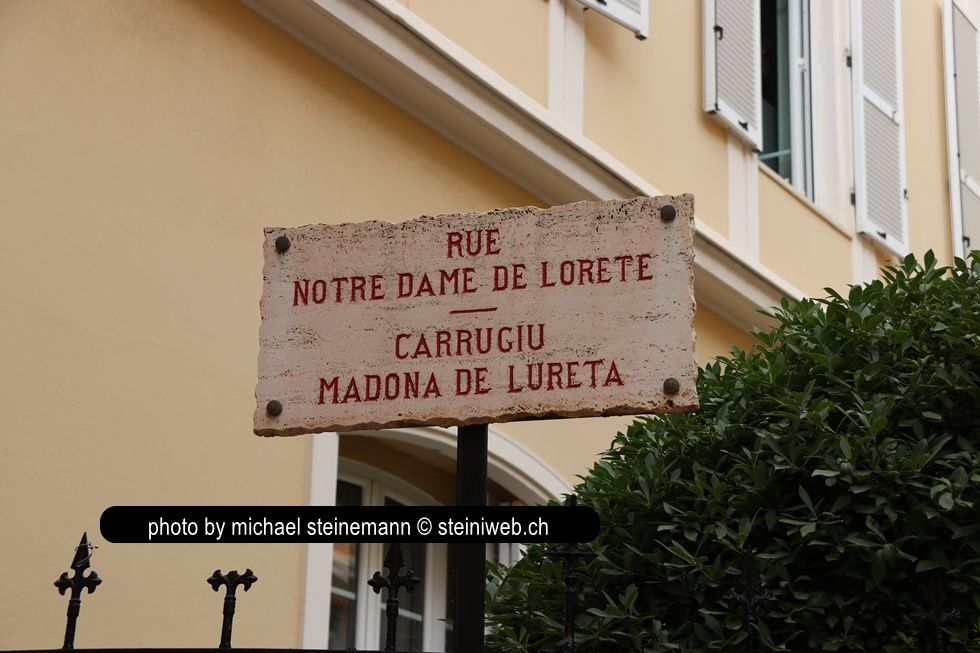 RUE
NOTRE DAME DE LORETE
CARRUGIU
MADONA DE LURETA
photo by michael steinemann © steiniweb.ch